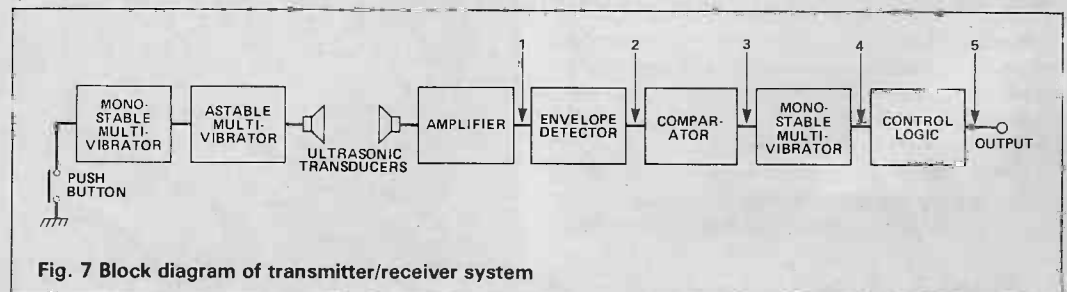 1
2
3
4
5
MONO-
STABLE
MULTI-
VIBRATOR
ASTABLE
MULTI-
VIBRATOR
ULTRASONIC
TRANSDUCERS
AMPLIFIER
ENVELOPE
DETECTOR
COMPAR-
ATOR
MONO
STABLE
MULTI-
VIBRATOR
CONTROL
LOGIC
OUTPUT
PUSH
BUTTON
Fig. 7 Block diagram of transmitter/receiver system